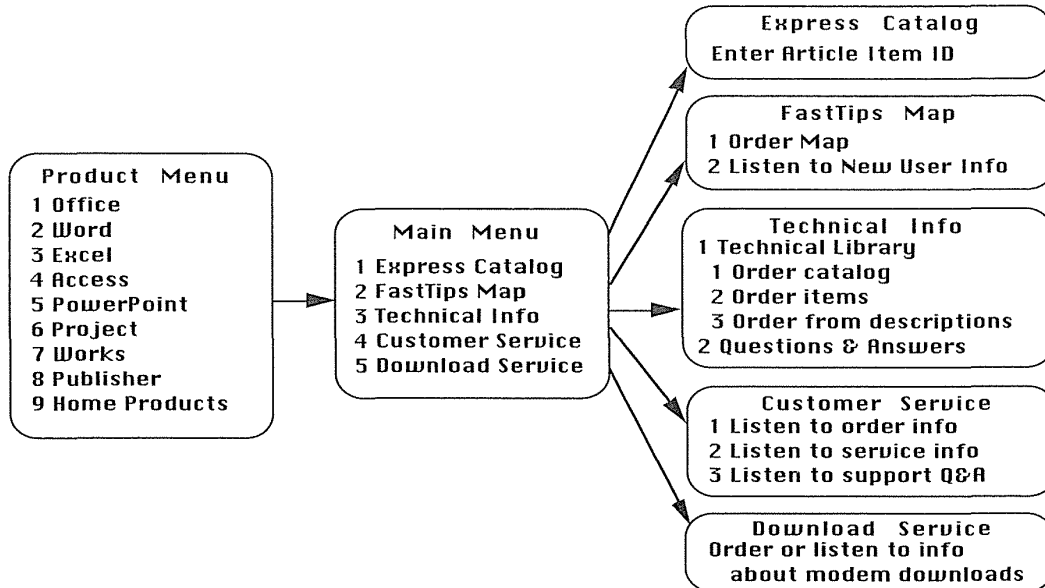 Product Menu
1 Office
2 Word
3 Excel
4 Access
5 PowerPoint
6 Project
7 Works
8 Publisher
9 Home Products
Main Menu
1 Express Catalog
2 FastTips Map
3 Technical Info
4 Customer Service
5 Download Service
Express Catalog
Enter Article Item ID
FastTips Map
1 Order Map
2 Listen to New User Info
Technical Info
1 Technical Library
1 Order catalog
2 Order items
3 Order from descriptions
2 Questions & Answers
Customer Service
1 Listen to order info
2 Listen to service info
3 Listen to support Q&A
Download Service
Order or listen to info
about modem downloads